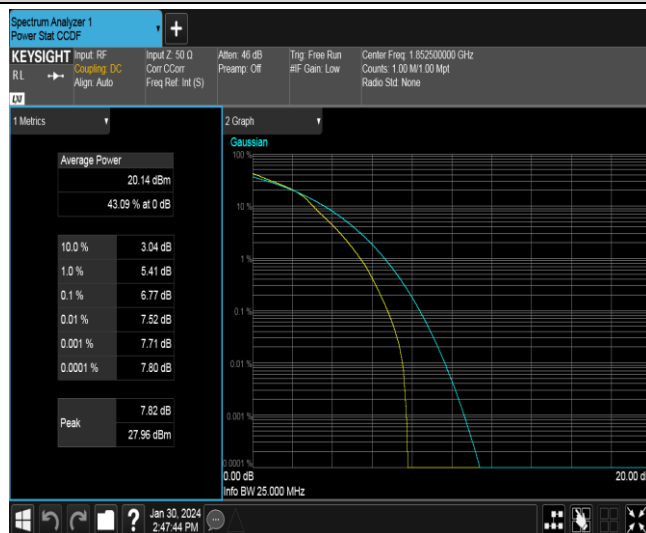 Spectrum Analyzer 1
Power Stat CCDF
+
KEYSIGHT
RL
LXI
Input: RF
Coupling: DC
Align: Auto
Input Z: 50 Ω
Corr CCorr
Freq Ref: Int (S)
Atten: 46 dB
Preamp: Off
Trig: Free Run
#IF Gain: Low
Center Freq: 1.852500000 GHz
Counts: 1.00 M/1.00 Mpt
Radio Std: None
1 Metrics
Average Power
20.14 dBm
43.09 % at 0 dB
10.0 % 3.04 dB
1.0 % 5.41 dB
0.1 % 6.77 dB
0.01 % 7.52 dB
0.001 % 7.71 dB
0.0001 % 7.80 dB
Peak
7.82 dB
27.96 dBm
2 Graph
Gaussian
100 %
10 %
1 %
0.1 %
0.01 %
0.001 %
0.0001 %
0.00 dB
20.00 d
Info BW 25.000 MHz
?
Jan 30, 2024
2:47:44 PM